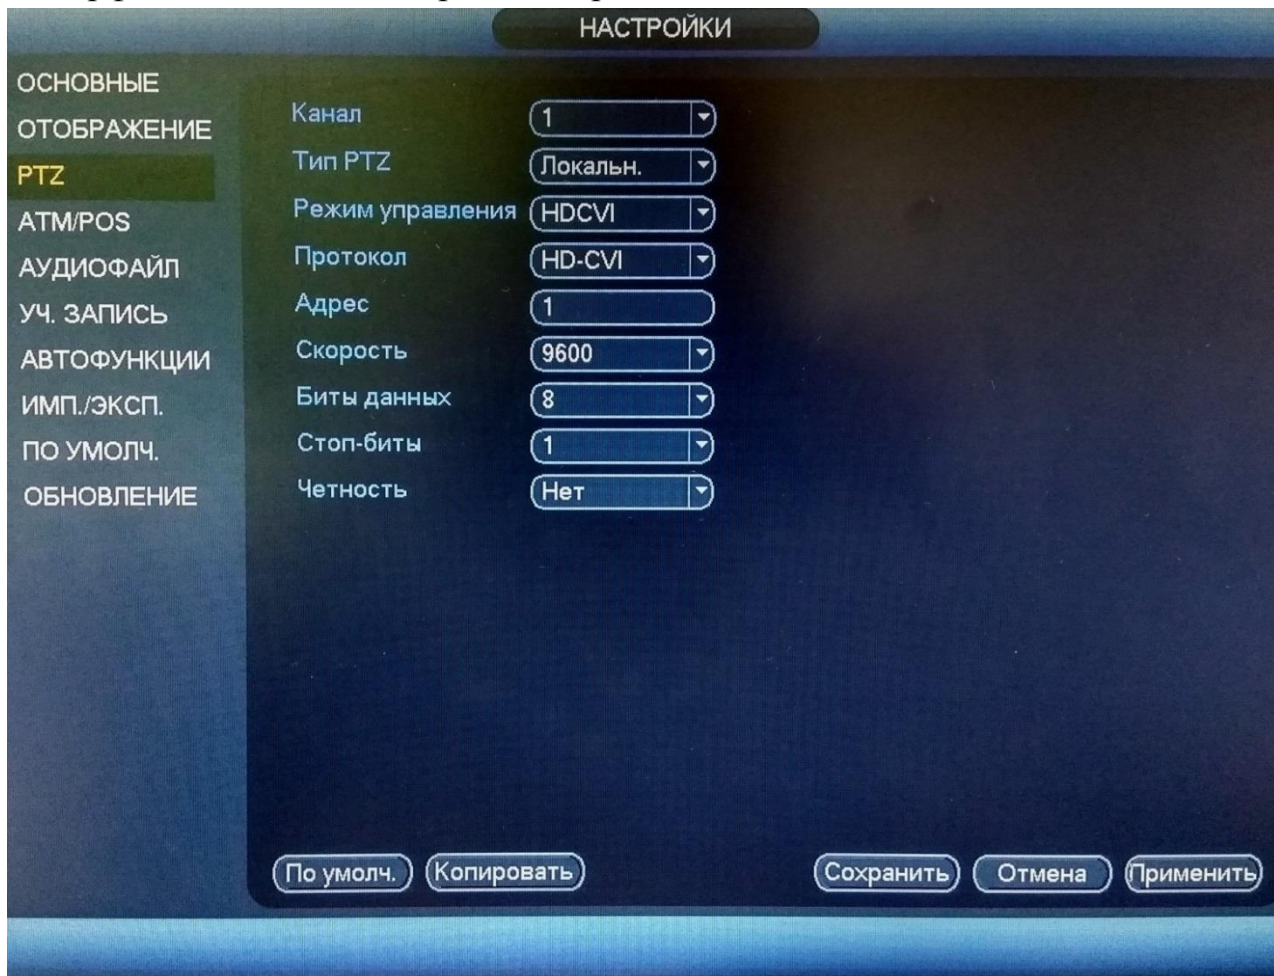 НАСТРОЙКИ
ОСНОВНЫЕ
ОТОБРАЖЕНИЕ
PTZ
ATM/POS
АУДИОФАЙЛ
УЧ. ЗАПИСЬ
АВТОФУНКЦИИ
ИМП./ЭКСП.
ПО УМОЛЧ.
ОБНОВЛЕНИЕ
Канал 1
Тип PTZ Локальн.
Режим управления HDCVI
Протокол HD-CVI
Адрес 1
Скорость 9600
Биты данных 8
Стоп-биты 1
Четность Нет
По умолч. Копировать Сохранить Отмена Применить